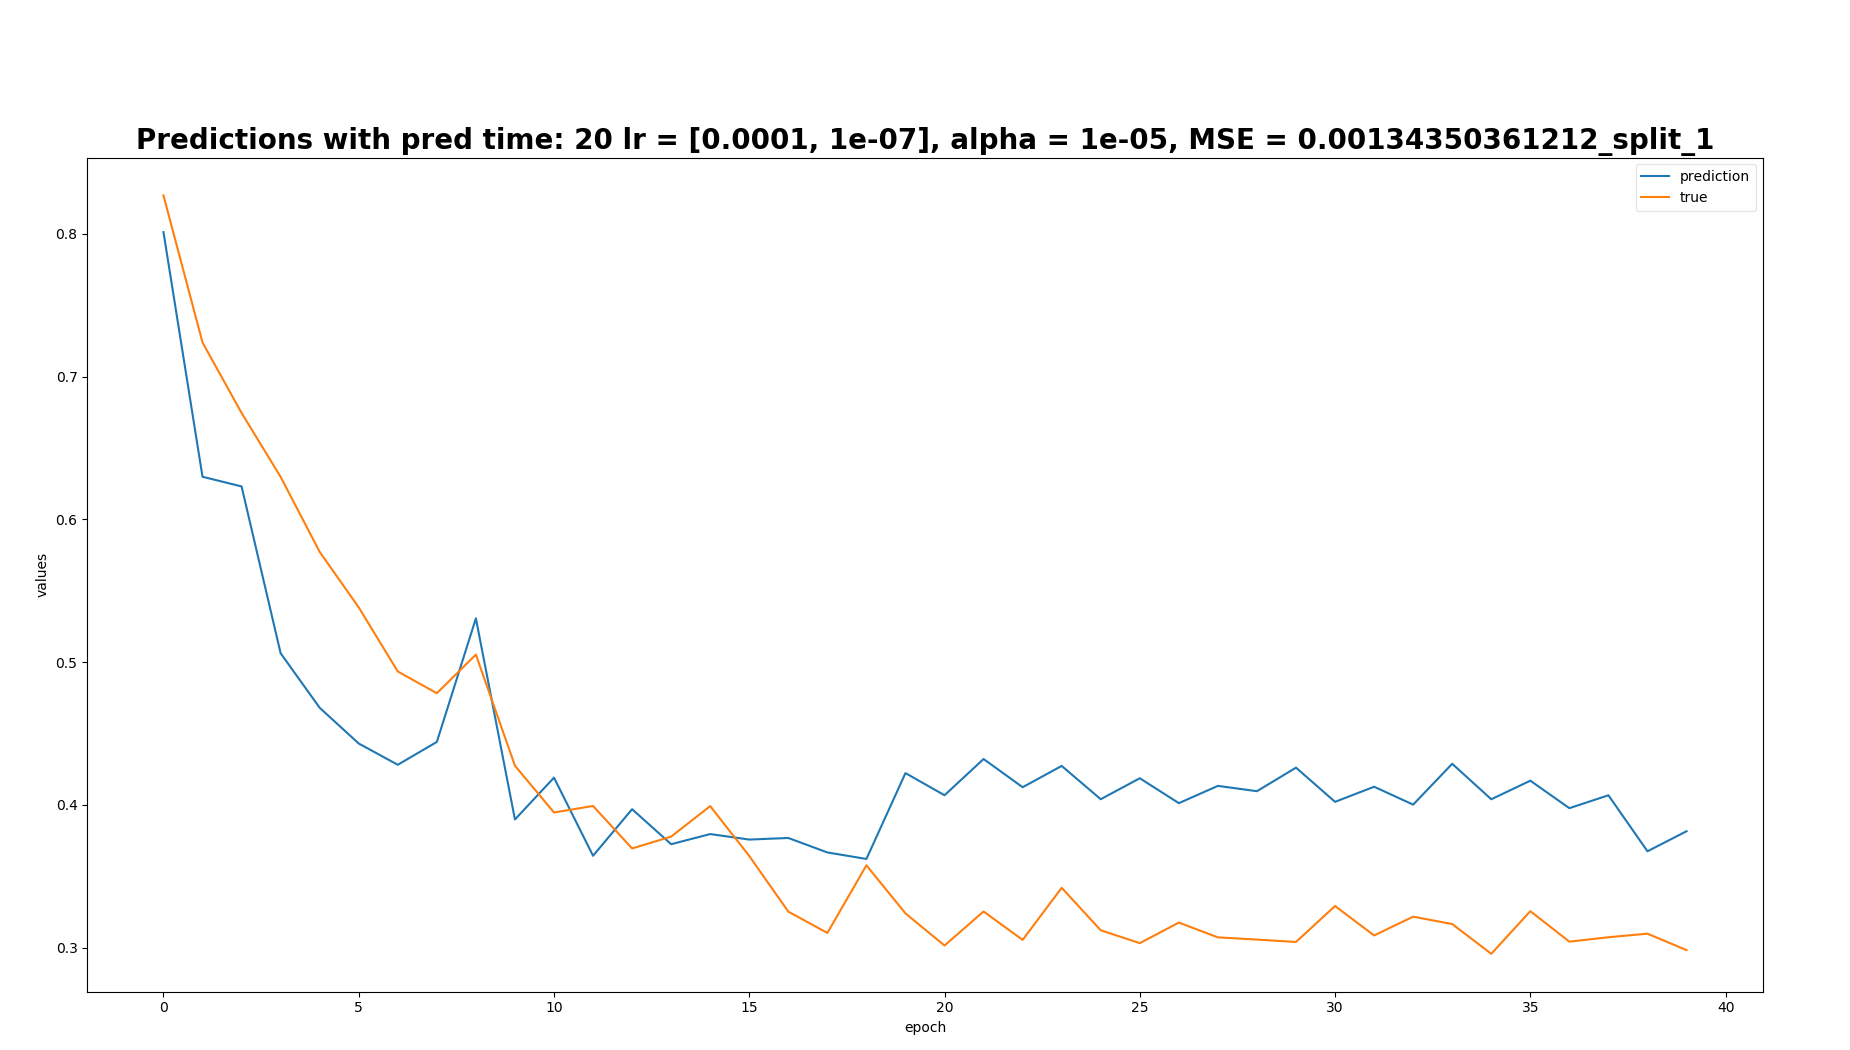 Predictions with pred time: 20 lr = [0.0001, 1e-07], alpha = 1e-05, MSE = 0.00134350361212_split_1
prediction
true
0.8
0.7
0.6
0.5
0.4
0.3
values
0 5 10 15 20 25 30 35 40
epoch